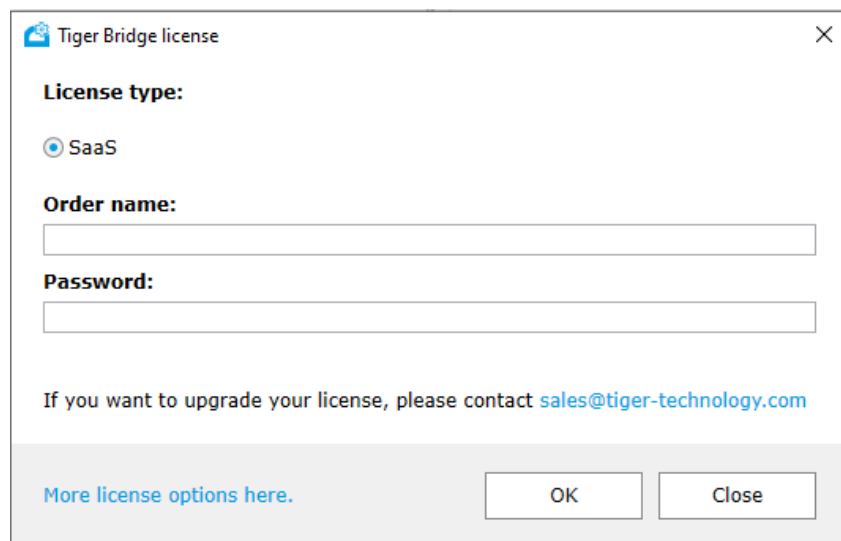 Tiger Bridge license
License type:
SaaS
Order name:
Password:
If you want to upgrade your license, please contact sales@tiger-technology.com
More license options here.
OK
Close